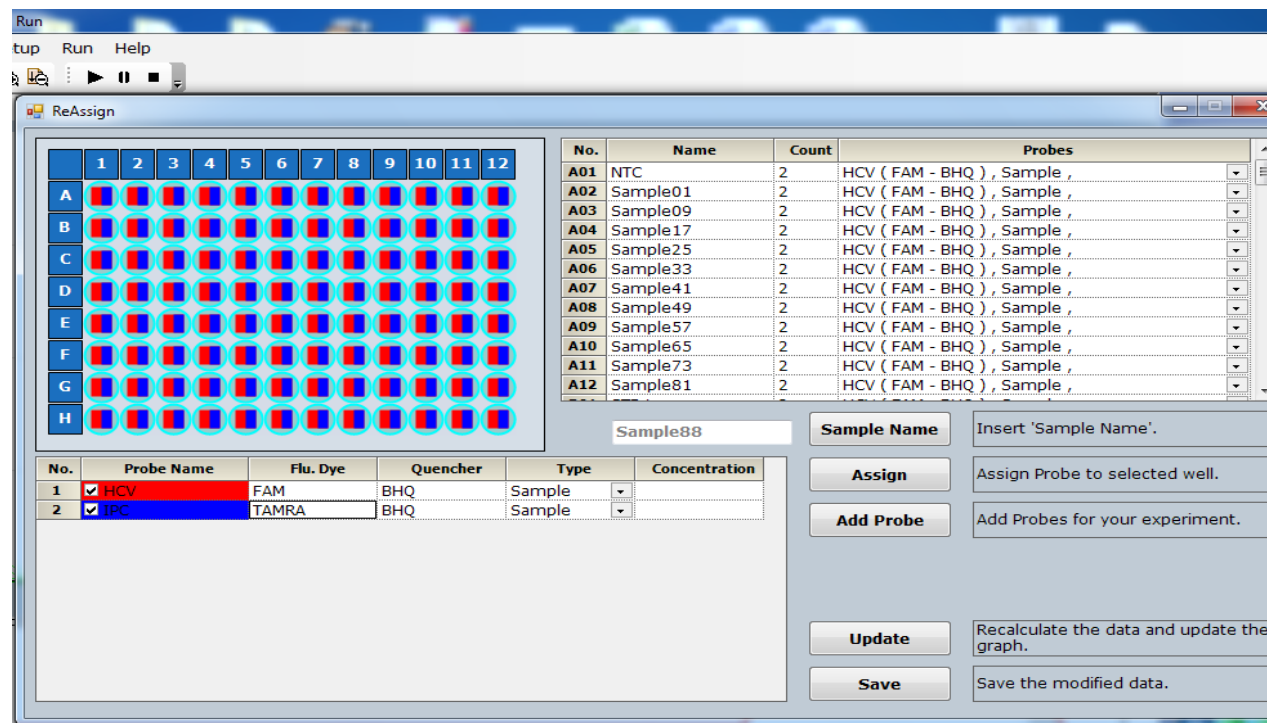 Run
tup Run Help
ReAssign
1 2 3 4 5 6 7 8 9 10 11 12
A
B
C
D
E
F
G
H
No. Name Count Probes
A01 NTC 2 HCV ( FAM - BHQ ) , Sample ,
A02 Sample01 2 HCV ( FAM - BHQ ) , Sample ,
A03 Sample09 2 HCV ( FAM - BHQ ) , Sample ,
A04 Sample17 2 HCV ( FAM - BHQ ) , Sample ,
A05 Sample25 2 HCV ( FAM - BHQ ) , Sample ,
A06 Sample33 2 HCV ( FAM - BHQ ) , Sample ,
A07 Sample41 2 HCV ( FAM - BHQ ) , Sample ,
A08 Sample49 2 HCV ( FAM - BHQ ) , Sample ,
A09 Sample57 2 HCV ( FAM - BHQ ) , Sample ,
A10 Sample65 2 HCV ( FAM - BHQ ) , Sample ,
A11 Sample73 2 HCV ( FAM - BHQ ) , Sample ,
A12 Sample81 2 HCV ( FAM - BHQ ) , Sample ,
Sample88 Sample Name Insert 'Sample Name'.
Assign Assign Probe to selected well.
Add Probe Add Probes for your experiment.
Update Recalculate the data and update the
graph.
Save Save the modified data.
No. Probe Name Flu. Dye Quencher Type Concentration
1 HCV FAM BHQ Sample
2 IPC TAMRA BHQ Sample